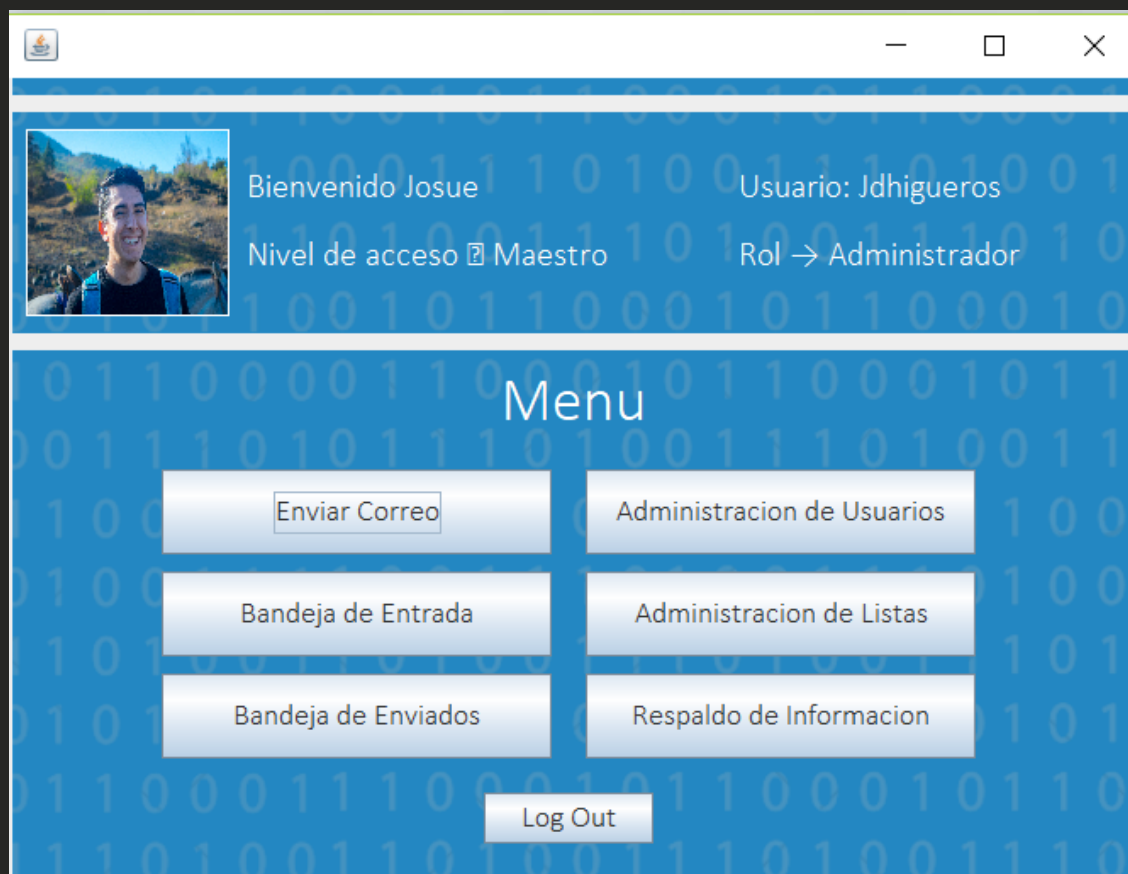 Bienvenido Josue
Usuario: Jdhigueros
Nivel de acceso ⍰ Maestro
Rol → Administrador
Menu
Enviar Correo
Administracion de Usuarios
Bandeja de Entrada
Administracion de Listas
Bandeja de Enviados
Respaldo de Informacion
Log Out